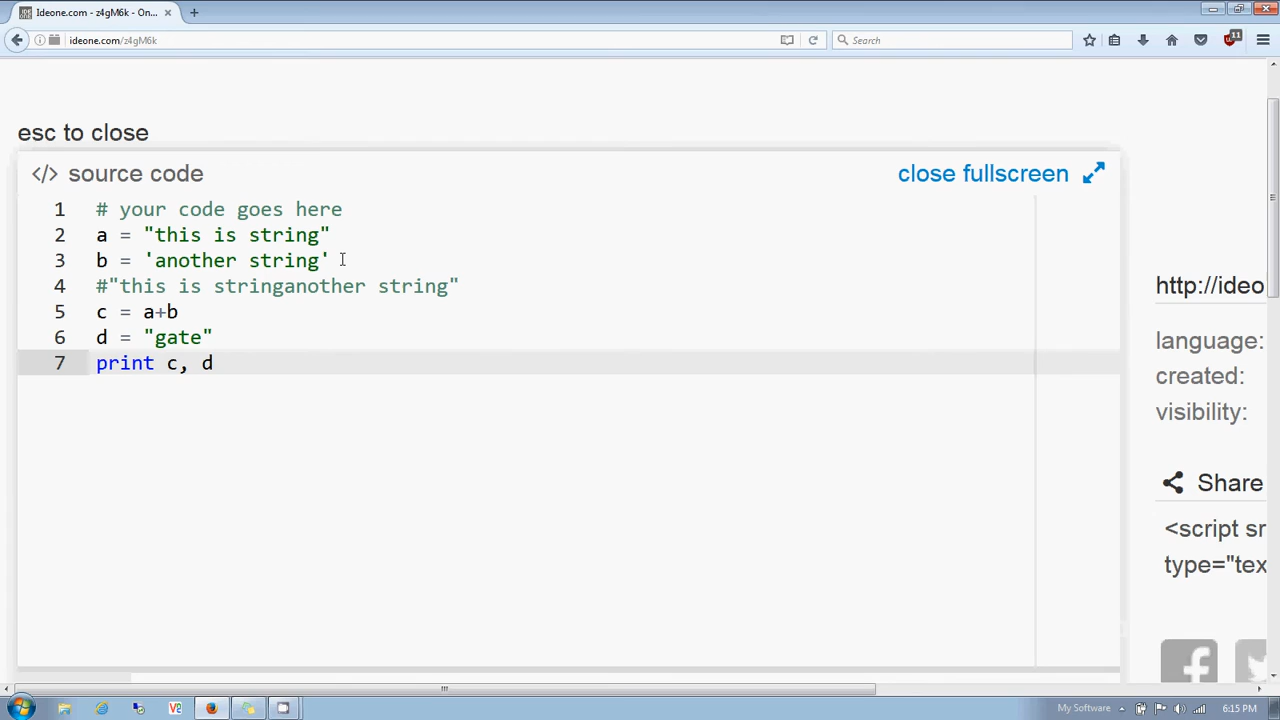 Ideone.com - z4gM6k - On...
ideone.com/z4gM6k
Search
11
esc to close
</> source code
close fullscreen
1 # your code goes here
2 a = "this is string"
3 b = 'another string'
4 #"this is stringanother string"
5 c = a+b
6 d = "gate"
7 print c, d
http://ideo
language:
created:
visibility:
Share
<script sr
type="tex
My Software
6:15 PM